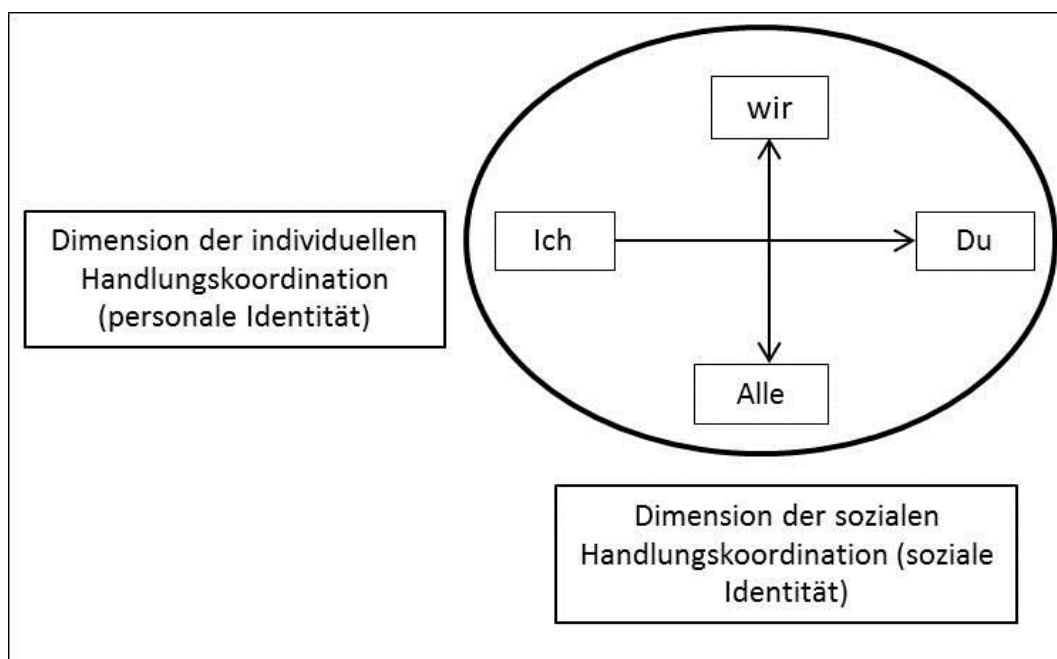 wir
Ich
Du
Dimension der individuellen
Handlungskoordination
(personale Identität)
Alle
Dimension der sozialen
Handlungskoordination (soziale
Identität)